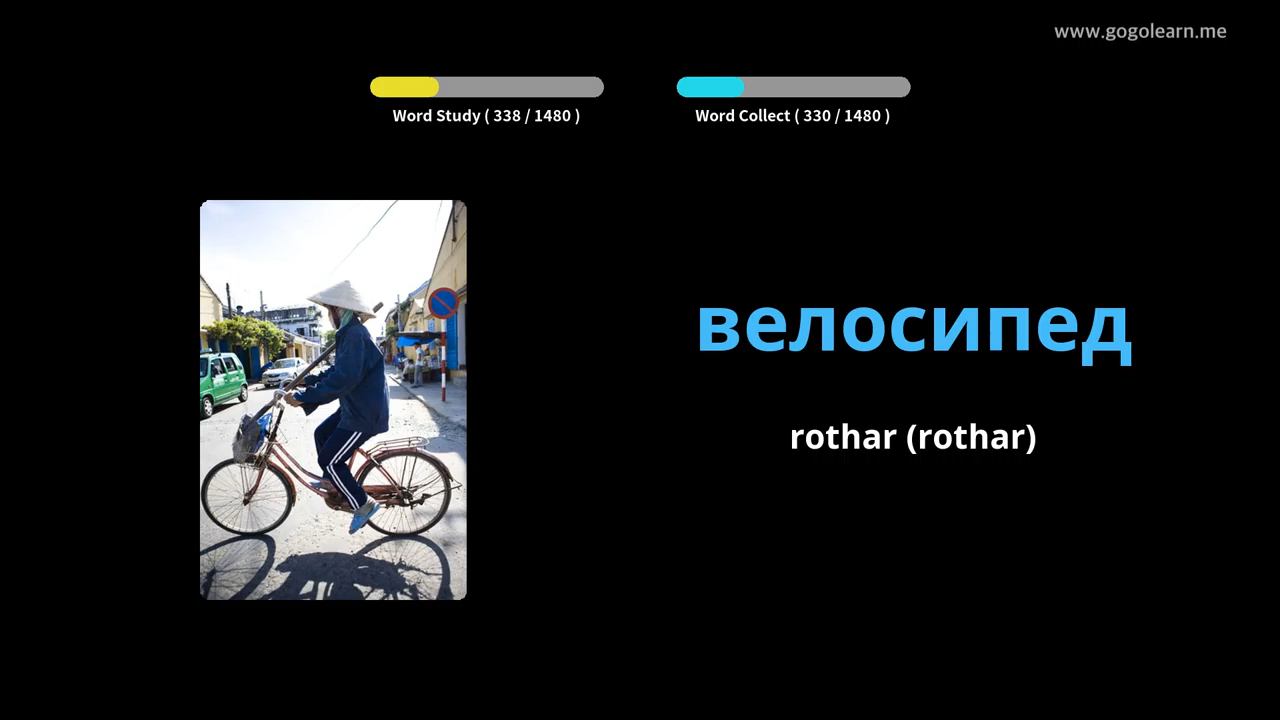 www.gogolearn.me
Word Study ( 338 / 1480 )
Word Collect ( 330 / 1480 )
велосипед
rothar (rothar)